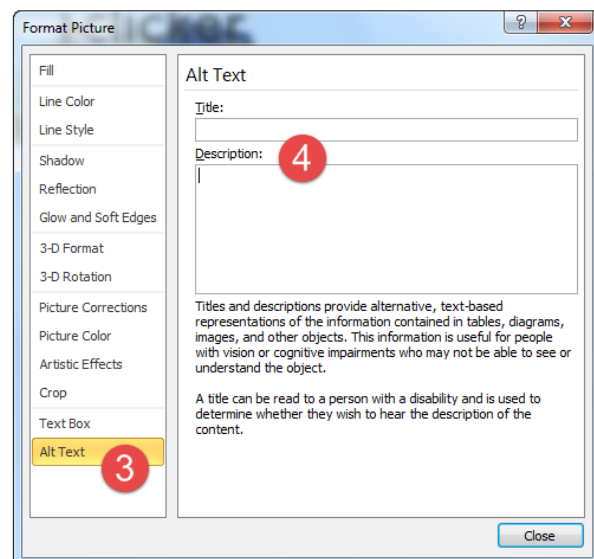 Format Picture
?
X
Fill
Line Color
Line Style
Shadow
Reflection
Glow and Soft Edges
3-D Format
3-D Rotation
Picture Corrections
Picture Color
Artistic Effects
Crop
Text Box
Alt Text
3
Alt Text
Title:
Description:
4
Titles and descriptions provide alternative, text-based
representations of the information contained in tables, diagrams,
images, and other objects. This information is useful for people
with vision or cognitive impairments who may not be able to see or
understand the object.
A title can be read to a person with a disability and is used to
determine whether they wish to hear the description of the
content.
Close